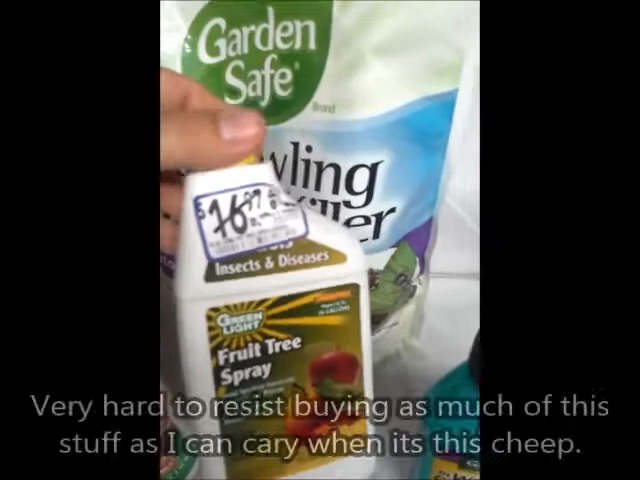 Garden
Safe
Brand
wling
iller
$16.97
Insects & Diseases
GREEN
LIGHT
Fruit Tree
Spray
Very hard to resist buying as much of this
stuff as I can cary when its this cheep.